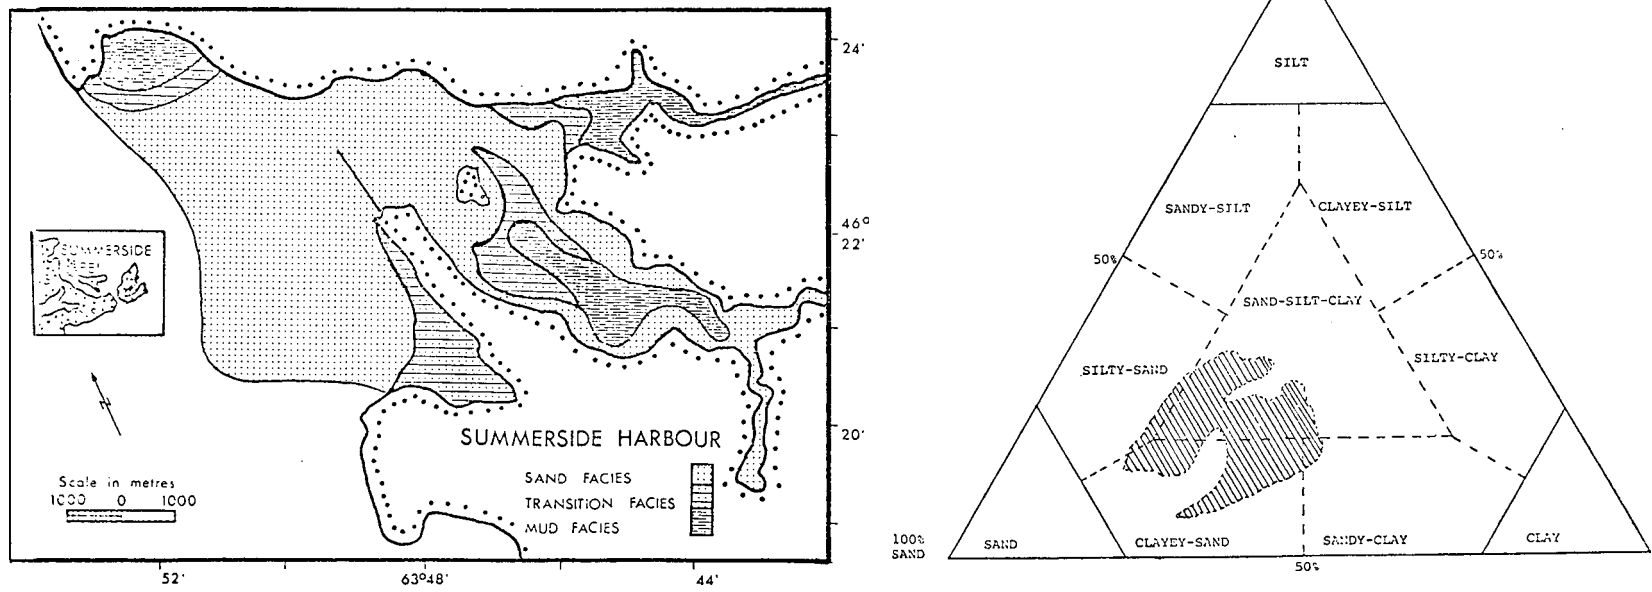 24'
46°
22'
SUMMERSIDE
20'
SUMMERSIDE HARBOUR
SAND FACIES
TRANSITION FACIES
MUD FACIES
Scale in metres
1000 0 1000
N
52'
63°48'
44'
SILT
SANDY-SILT
CLAYEY-SILT
50%
50%
SAND-SILT-CLAY
SILTY-SAND
SILTY-CLAY
100%
SAND
SAND
CLAYEY-SAND
SANDY-CLAY
CLAY
50%